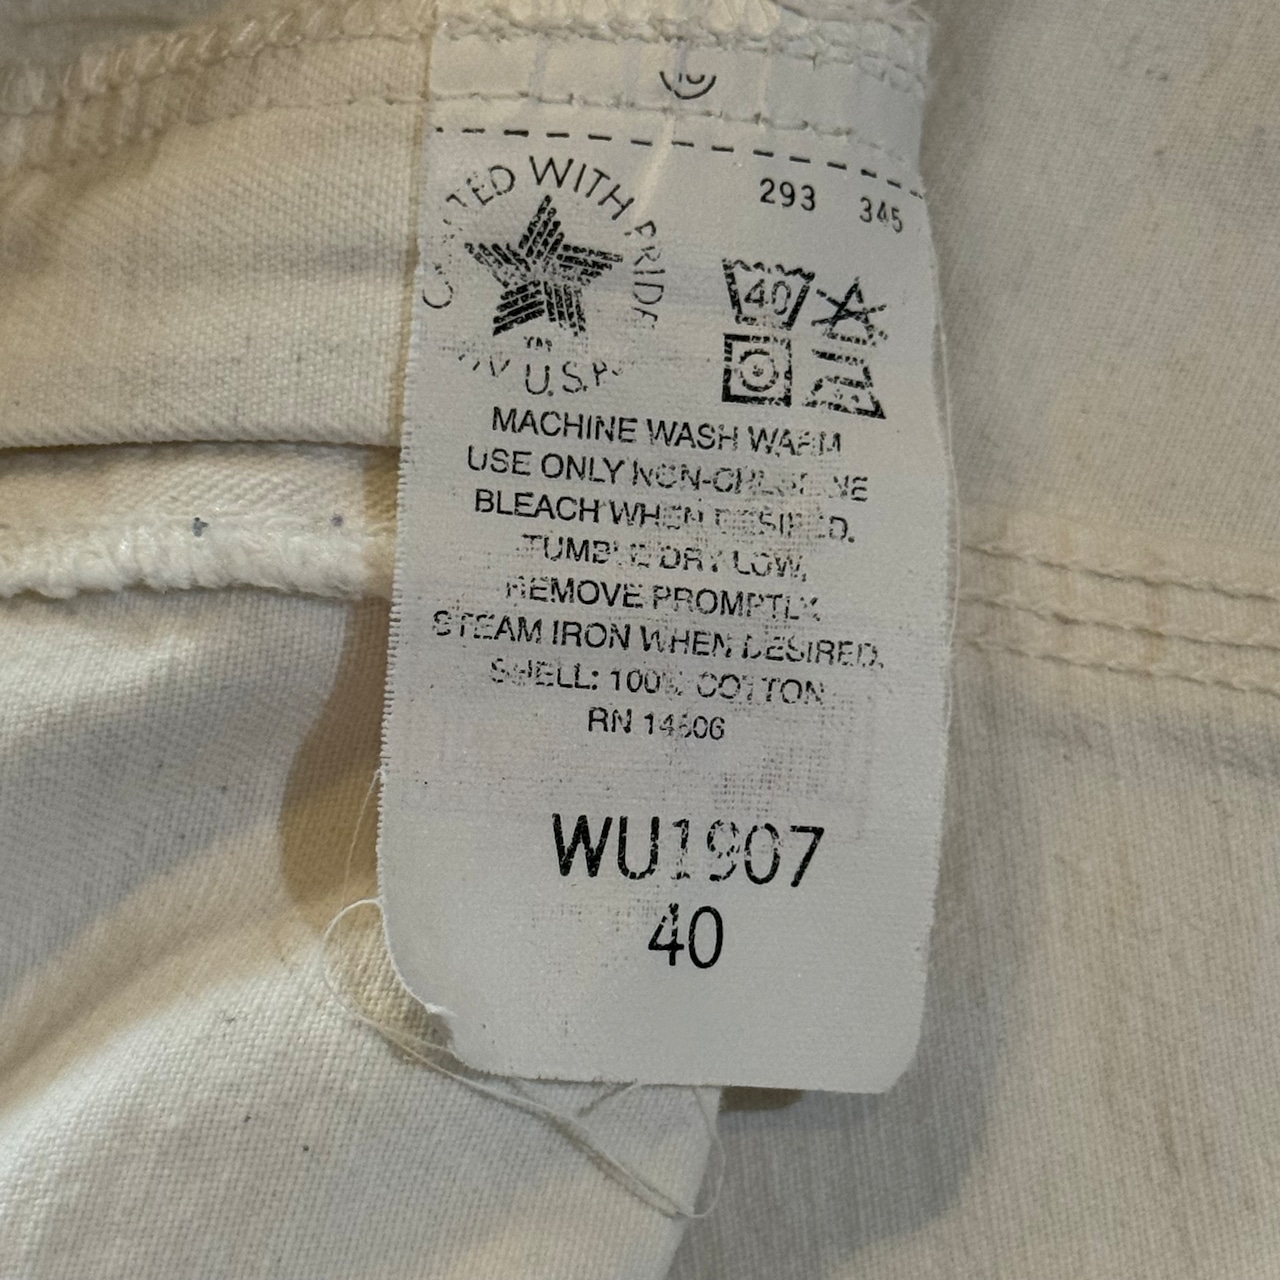 CRAFTED WITH PRIDE
IN U.S.A.
TM
293 345
40
MACHINE WASH WARM
USE ONLY NON-CHLORINE
BLEACH WHEN DESIRED.
TUMBLE DRY LOW,
REMOVE PROMPTLY.
STEAM IRON WHEN DESIRED.
SHELL: 100% COTTON
RN 14806
WU1907
40